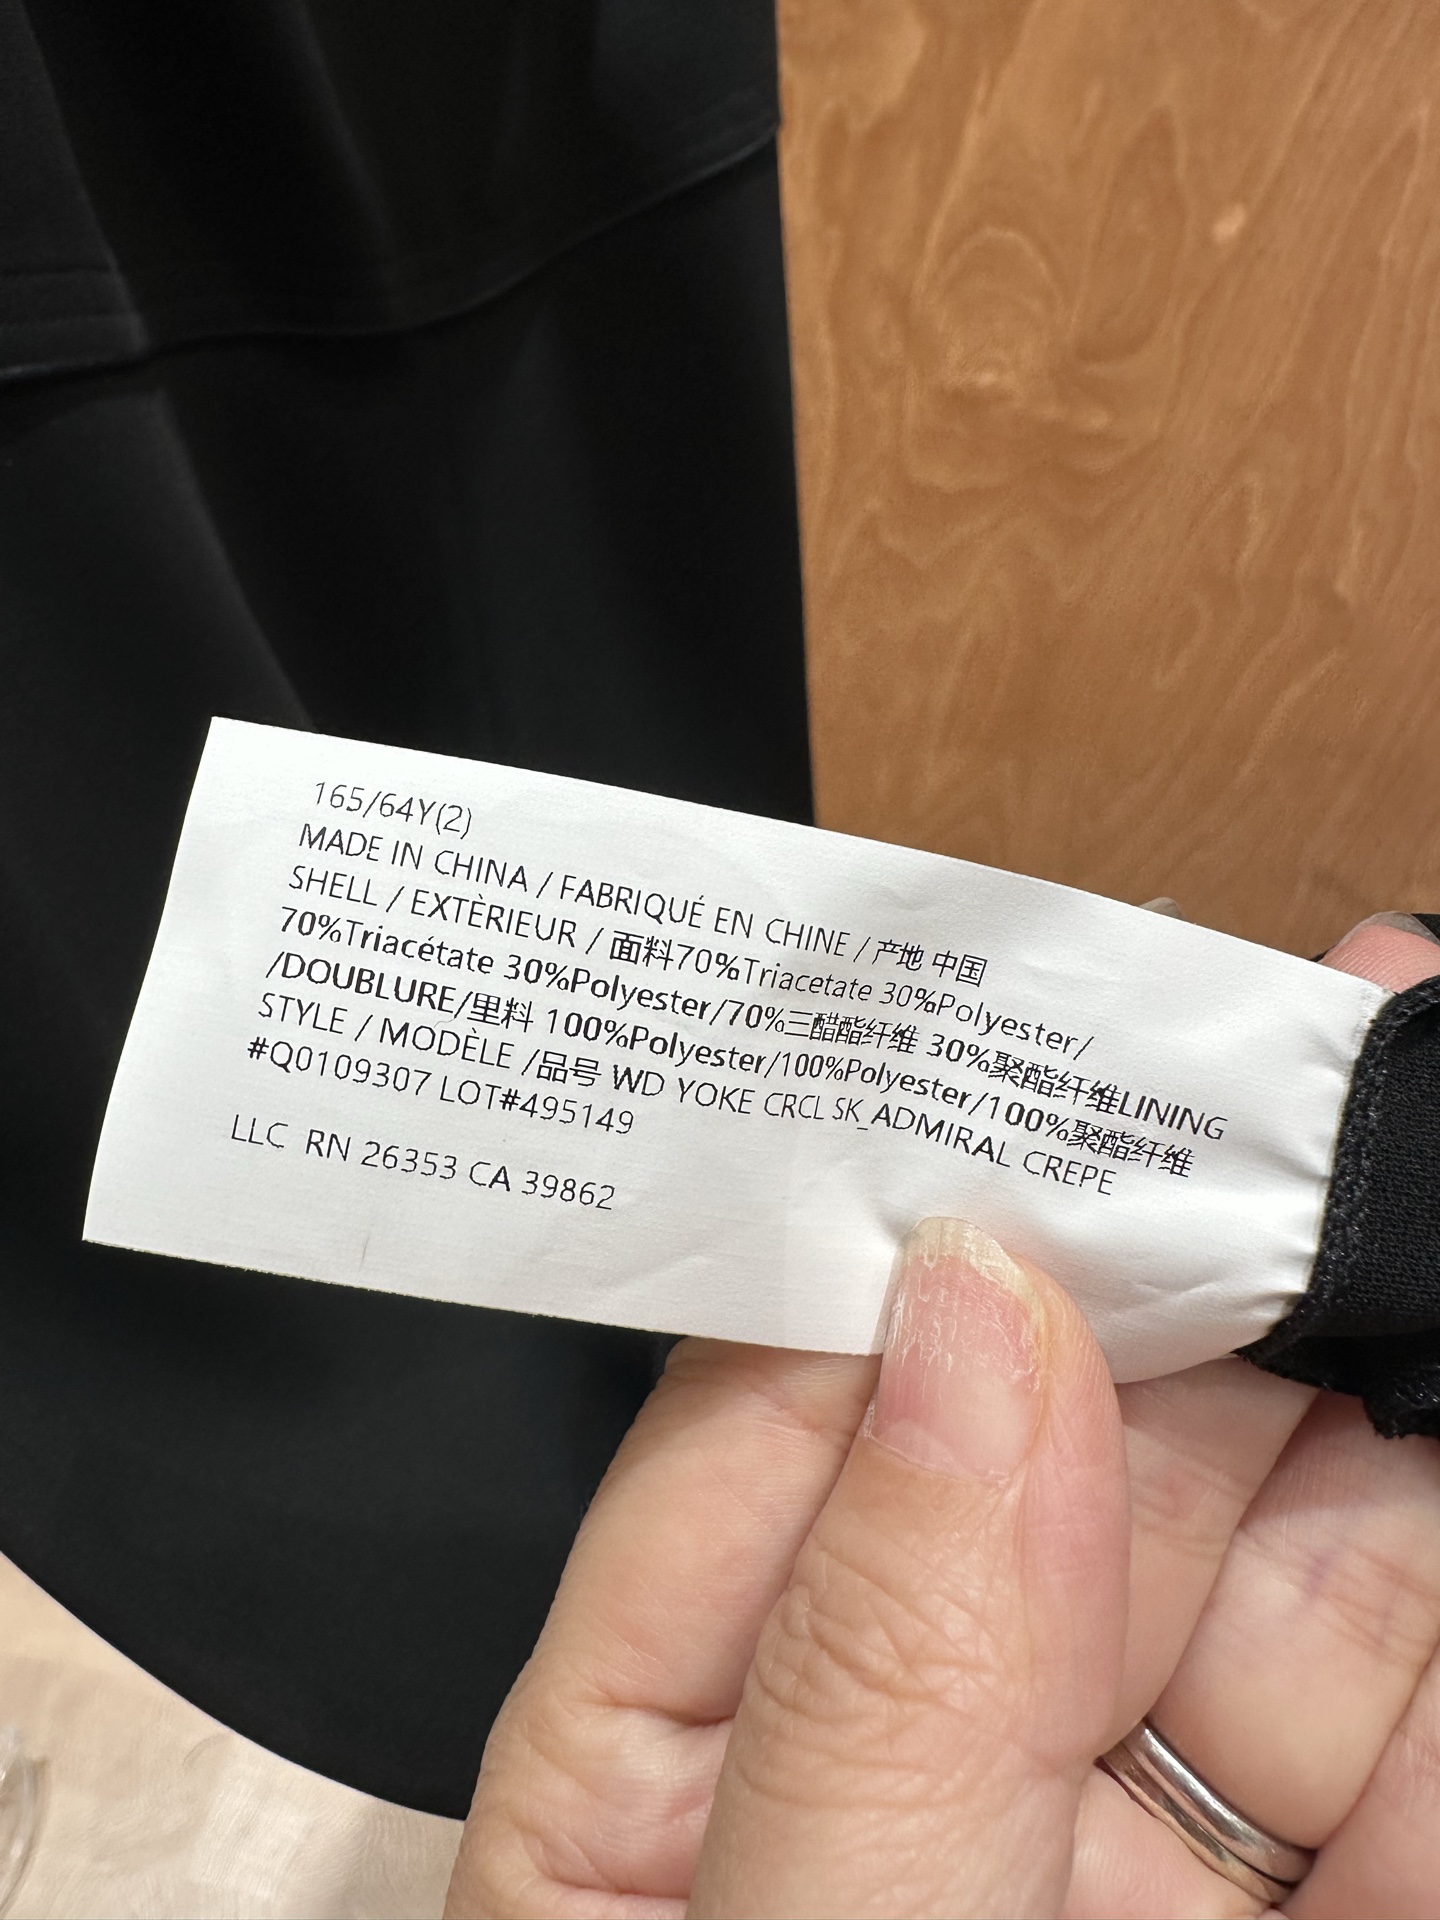 165/64Y(2)
MADE IN CHINA / FABRIQUÉ EN CHINE / 产地 中国
SHELL / EXTÈRIEUR / 面料70%Triacetate 30%Polyester/
70%Triacétate 30%Polyester/70%三醋酯纤维 30%聚酯纤维LINING
/DOUBLURE/里料 100%Polyester/100%Polyester/100%聚酯纤维
STYLE / MODÈLE /品号 WD YOKE CRCL SK_ADMIRAL CREPE
#Q0109307 LOT#495149
LLC RN 26353 CA 39862